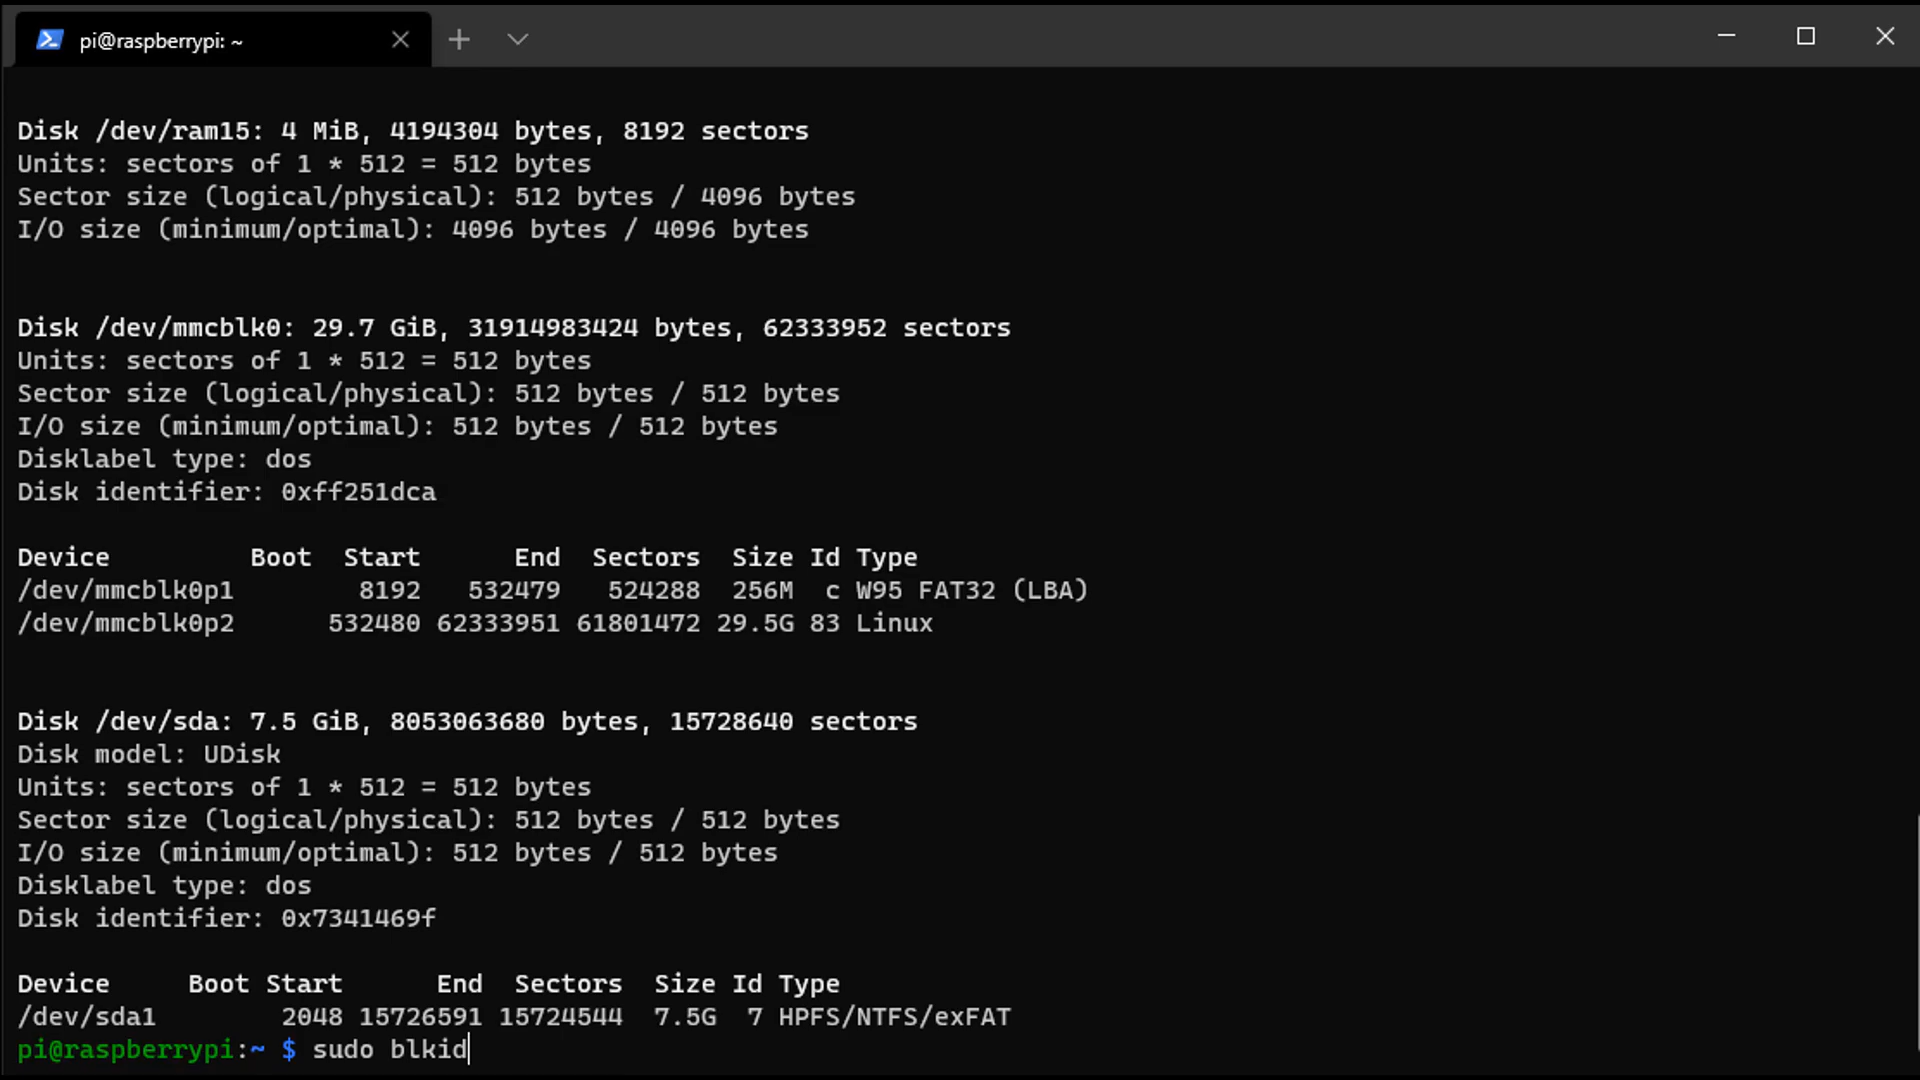 pi@raspberrypi: ~
Disk /dev/ram15: 4 MiB, 4194304 bytes, 8192 sectors
Units: sectors of 1 * 512 = 512 bytes
Sector size (logical/physical): 512 bytes / 4096 bytes
I/O size (minimum/optimal): 4096 bytes / 4096 bytes
Disk /dev/mmcblk0: 29.7 GiB, 31914983424 bytes, 62333952 sectors
Units: sectors of 1 * 512 = 512 bytes
Sector size (logical/physical): 512 bytes / 512 bytes
I/O size (minimum/optimal): 512 bytes / 512 bytes
Disklabel type: dos
Disk identifier: 0xff251dca
Device         Boot  Start      End  Sectors  Size Id Type
/dev/mmcblk0p1        8192   532479   524288  256M  c W95 FAT32 (LBA)
/dev/mmcblk0p2      532480 62333951 61801472 29.5G 83 Linux
Disk /dev/sda: 7.5 GiB, 8053063680 bytes, 15728640 sectors
Disk model: UDisk
Units: sectors of 1 * 512 = 512 bytes
Sector size (logical/physical): 512 bytes / 512 bytes
I/O size (minimum/optimal): 512 bytes / 512 bytes
Disklabel type: dos
Disk identifier: 0x7341469f
Device     Boot Start      End  Sectors  Size Id Type
/dev/sda1        2048 15726591 15724544  7.5G  7 HPFS/NTFS/exFAT
pi@raspberrypi:~ $ sudo blkid